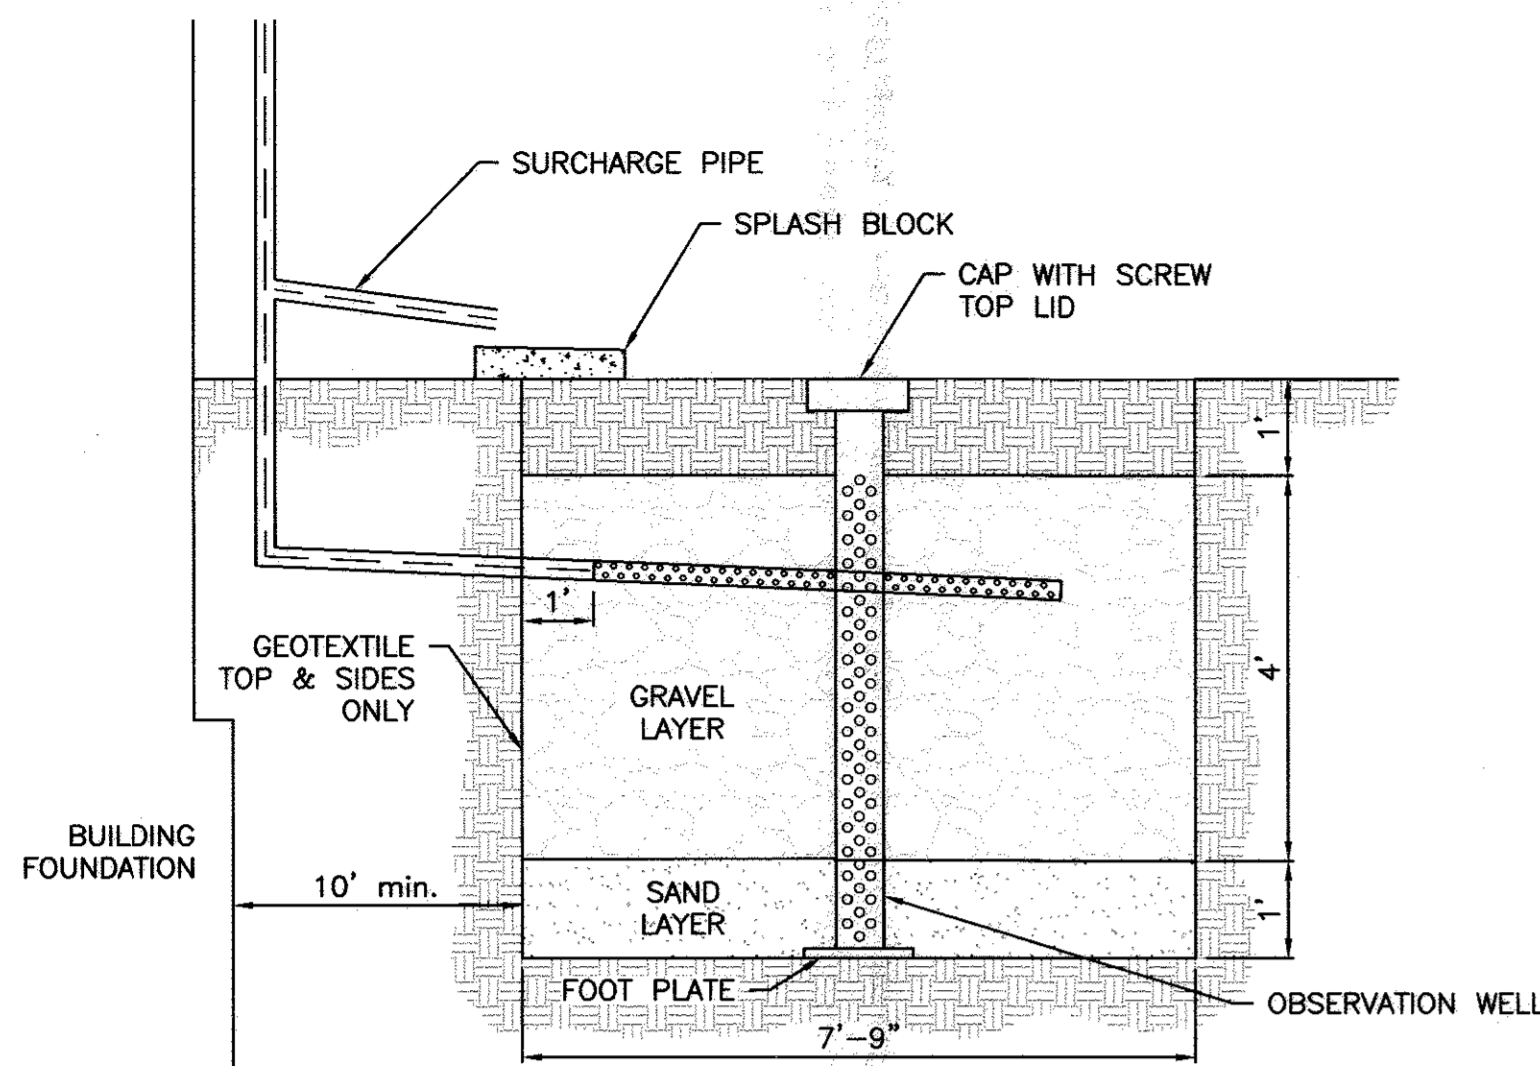 SURCHARGE PIPE
SPLASH BLOCK
CAP WITH SCREW
TOP LID
1'
1'
GEOTEXTILE
TOP & SIDES
ONLY
GRAVEL
LAYER
4'
BUILDING
FOUNDATION
10' min.
SAND
LAYER
1'
FOOT PLATE
OBSERVATION WELL
7'-9"